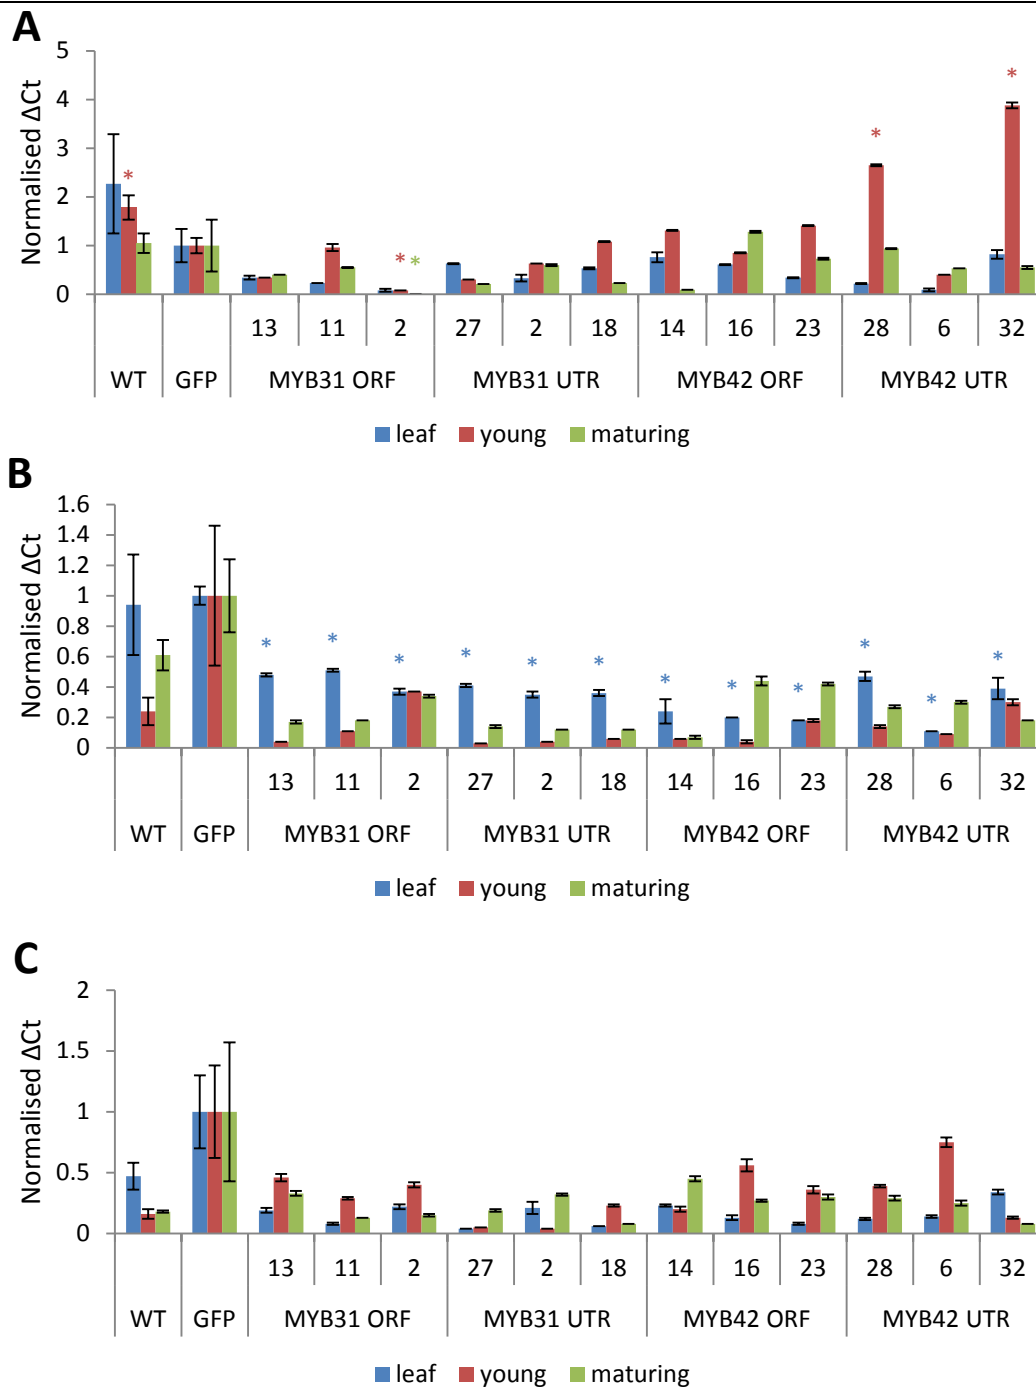 A
Normalised ΔCt
5
4
3
2
1
0
* * * * * *
13 11 2 27 2 18 14 16 23 28 6 32
WT GFP MYB31 ORF MYB31 UTR MYB42 ORF MYB42 UTR
leaf young maturing
B
Normalised ΔCt
1.6
1.4
1.2
1
0.8
0.6
0.4
0.2
0
* * * * * * * * * * * *
13 11 2 27 2 18 14 16 23 28 6 32
WT GFP MYB31 ORF MYB31 UTR MYB42 ORF MYB42 UTR
leaf young maturing
C
Normalised ΔCt
2
1.5
1
0.5
0
13 11 2 27 2 18 14 16 23 28 6 32
WT GFP MYB31 ORF MYB31 UTR MYB42 ORF MYB42 UTR
leaf young maturing